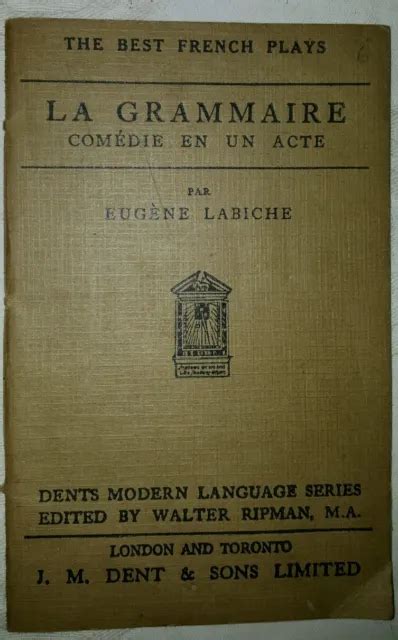 THE BEST FRENCH PLAYS
LA GRAMMAIRE
COMÉDIE EN UN ACTE
PAR
EUGÈNE LABICHE
DENTS MODERN LANGUAGE SERIES
EDITED BY WALTER RIPMAN, M.A.
LONDON AND TORONTO
J. M. DENT & SONS LIMITED